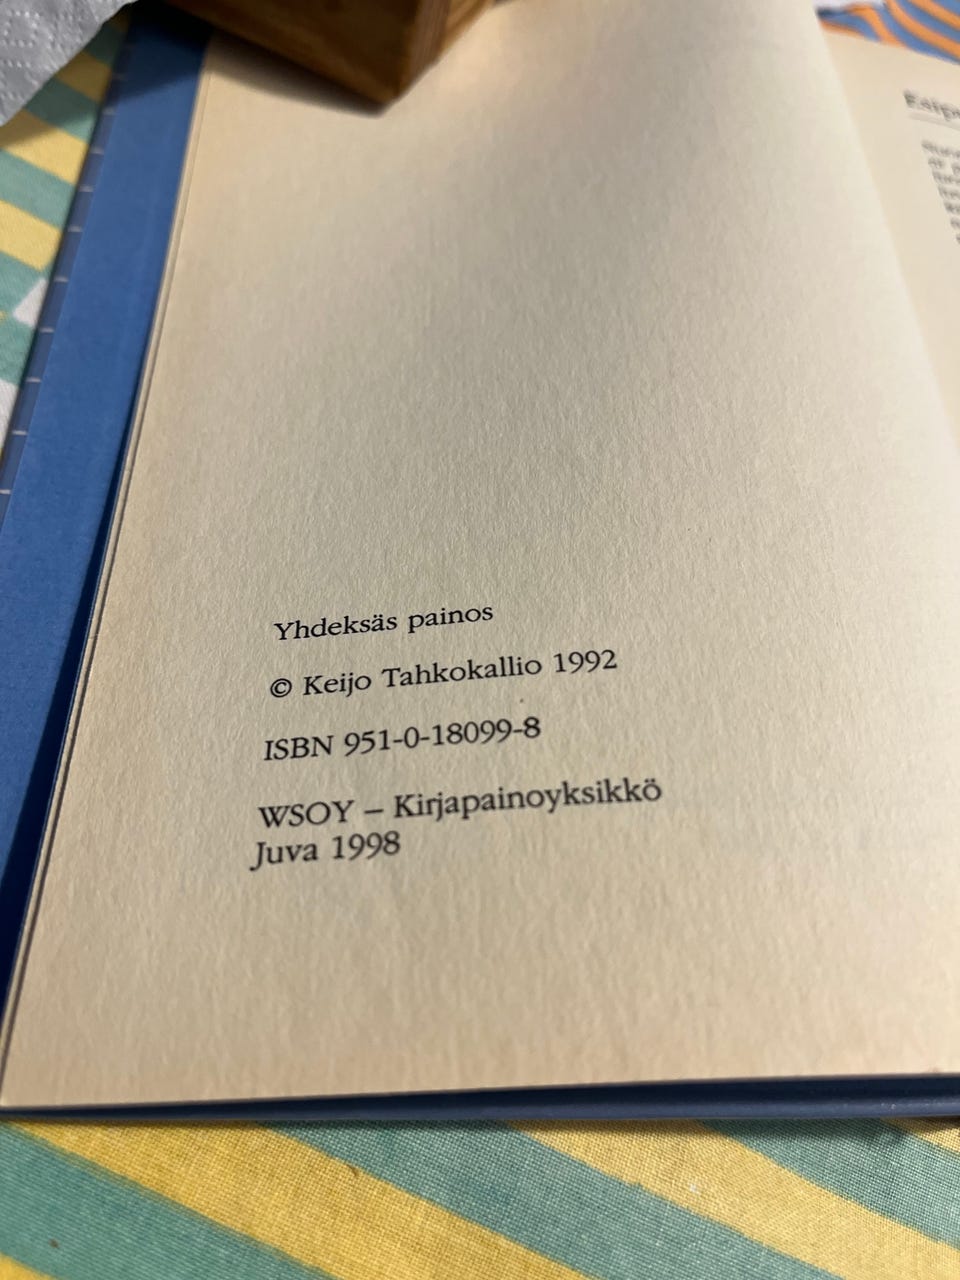 Yhdeksäs painos
© Keijo Tahkokallio 1992
ISBN 951-0-18099-8
WSOY – Kirjapainoyksikkö
Juva 1998